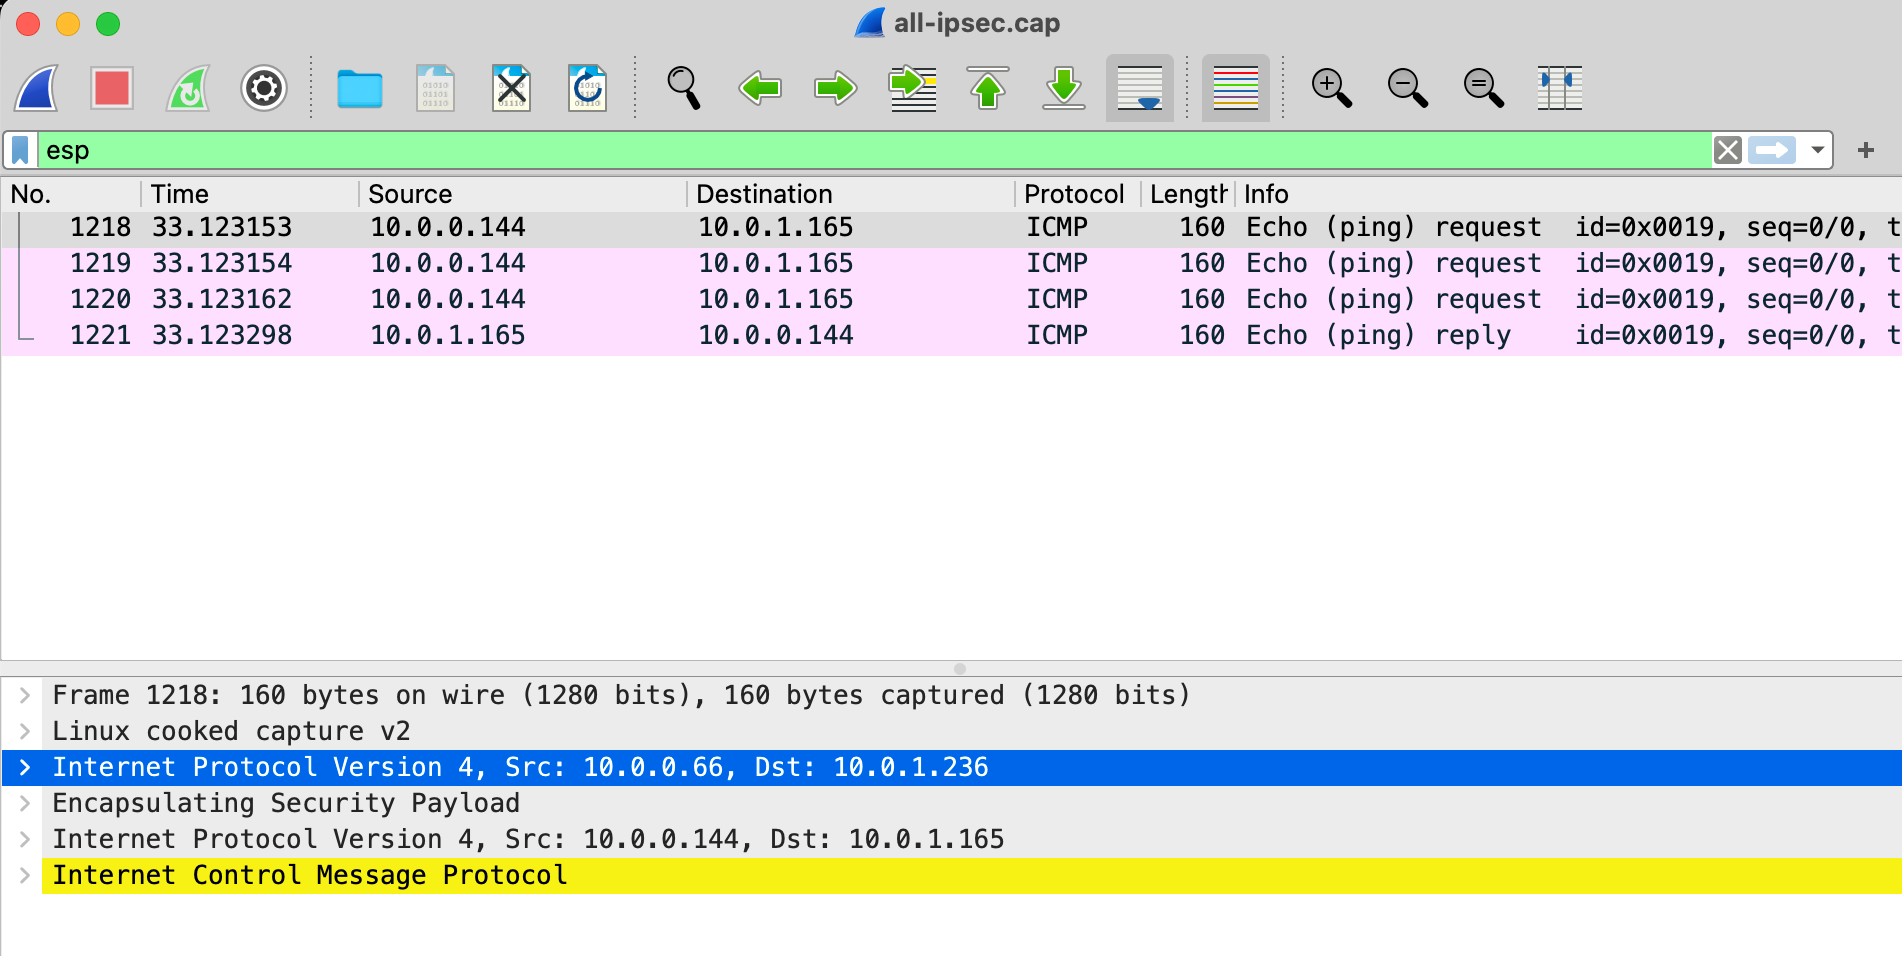 all-ipsec.cap
esp
No. Time Source Destination Protocol Length Info
1218 33.123153 10.0.0.144 10.0.1.165 ICMP 160 Echo (ping) request id=0x0019, seq=0/0, t
1219 33.123154 10.0.0.144 10.0.1.165 ICMP 160 Echo (ping) request id=0x0019, seq=0/0, t
1220 33.123162 10.0.0.144 10.0.1.165 ICMP 160 Echo (ping) request id=0x0019, seq=0/0, t
1221 33.123298 10.0.1.165 10.0.0.144 ICMP 160 Echo (ping) reply id=0x0019, seq=0/0, t
Frame 1218: 160 bytes on wire (1280 bits), 160 bytes captured (1280 bits)
Linux cooked capture v2
Internet Protocol Version 4, Src: 10.0.0.66, Dst: 10.0.1.236
Encapsulating Security Payload
Internet Protocol Version 4, Src: 10.0.0.144, Dst: 10.0.1.165
Internet Control Message Protocol